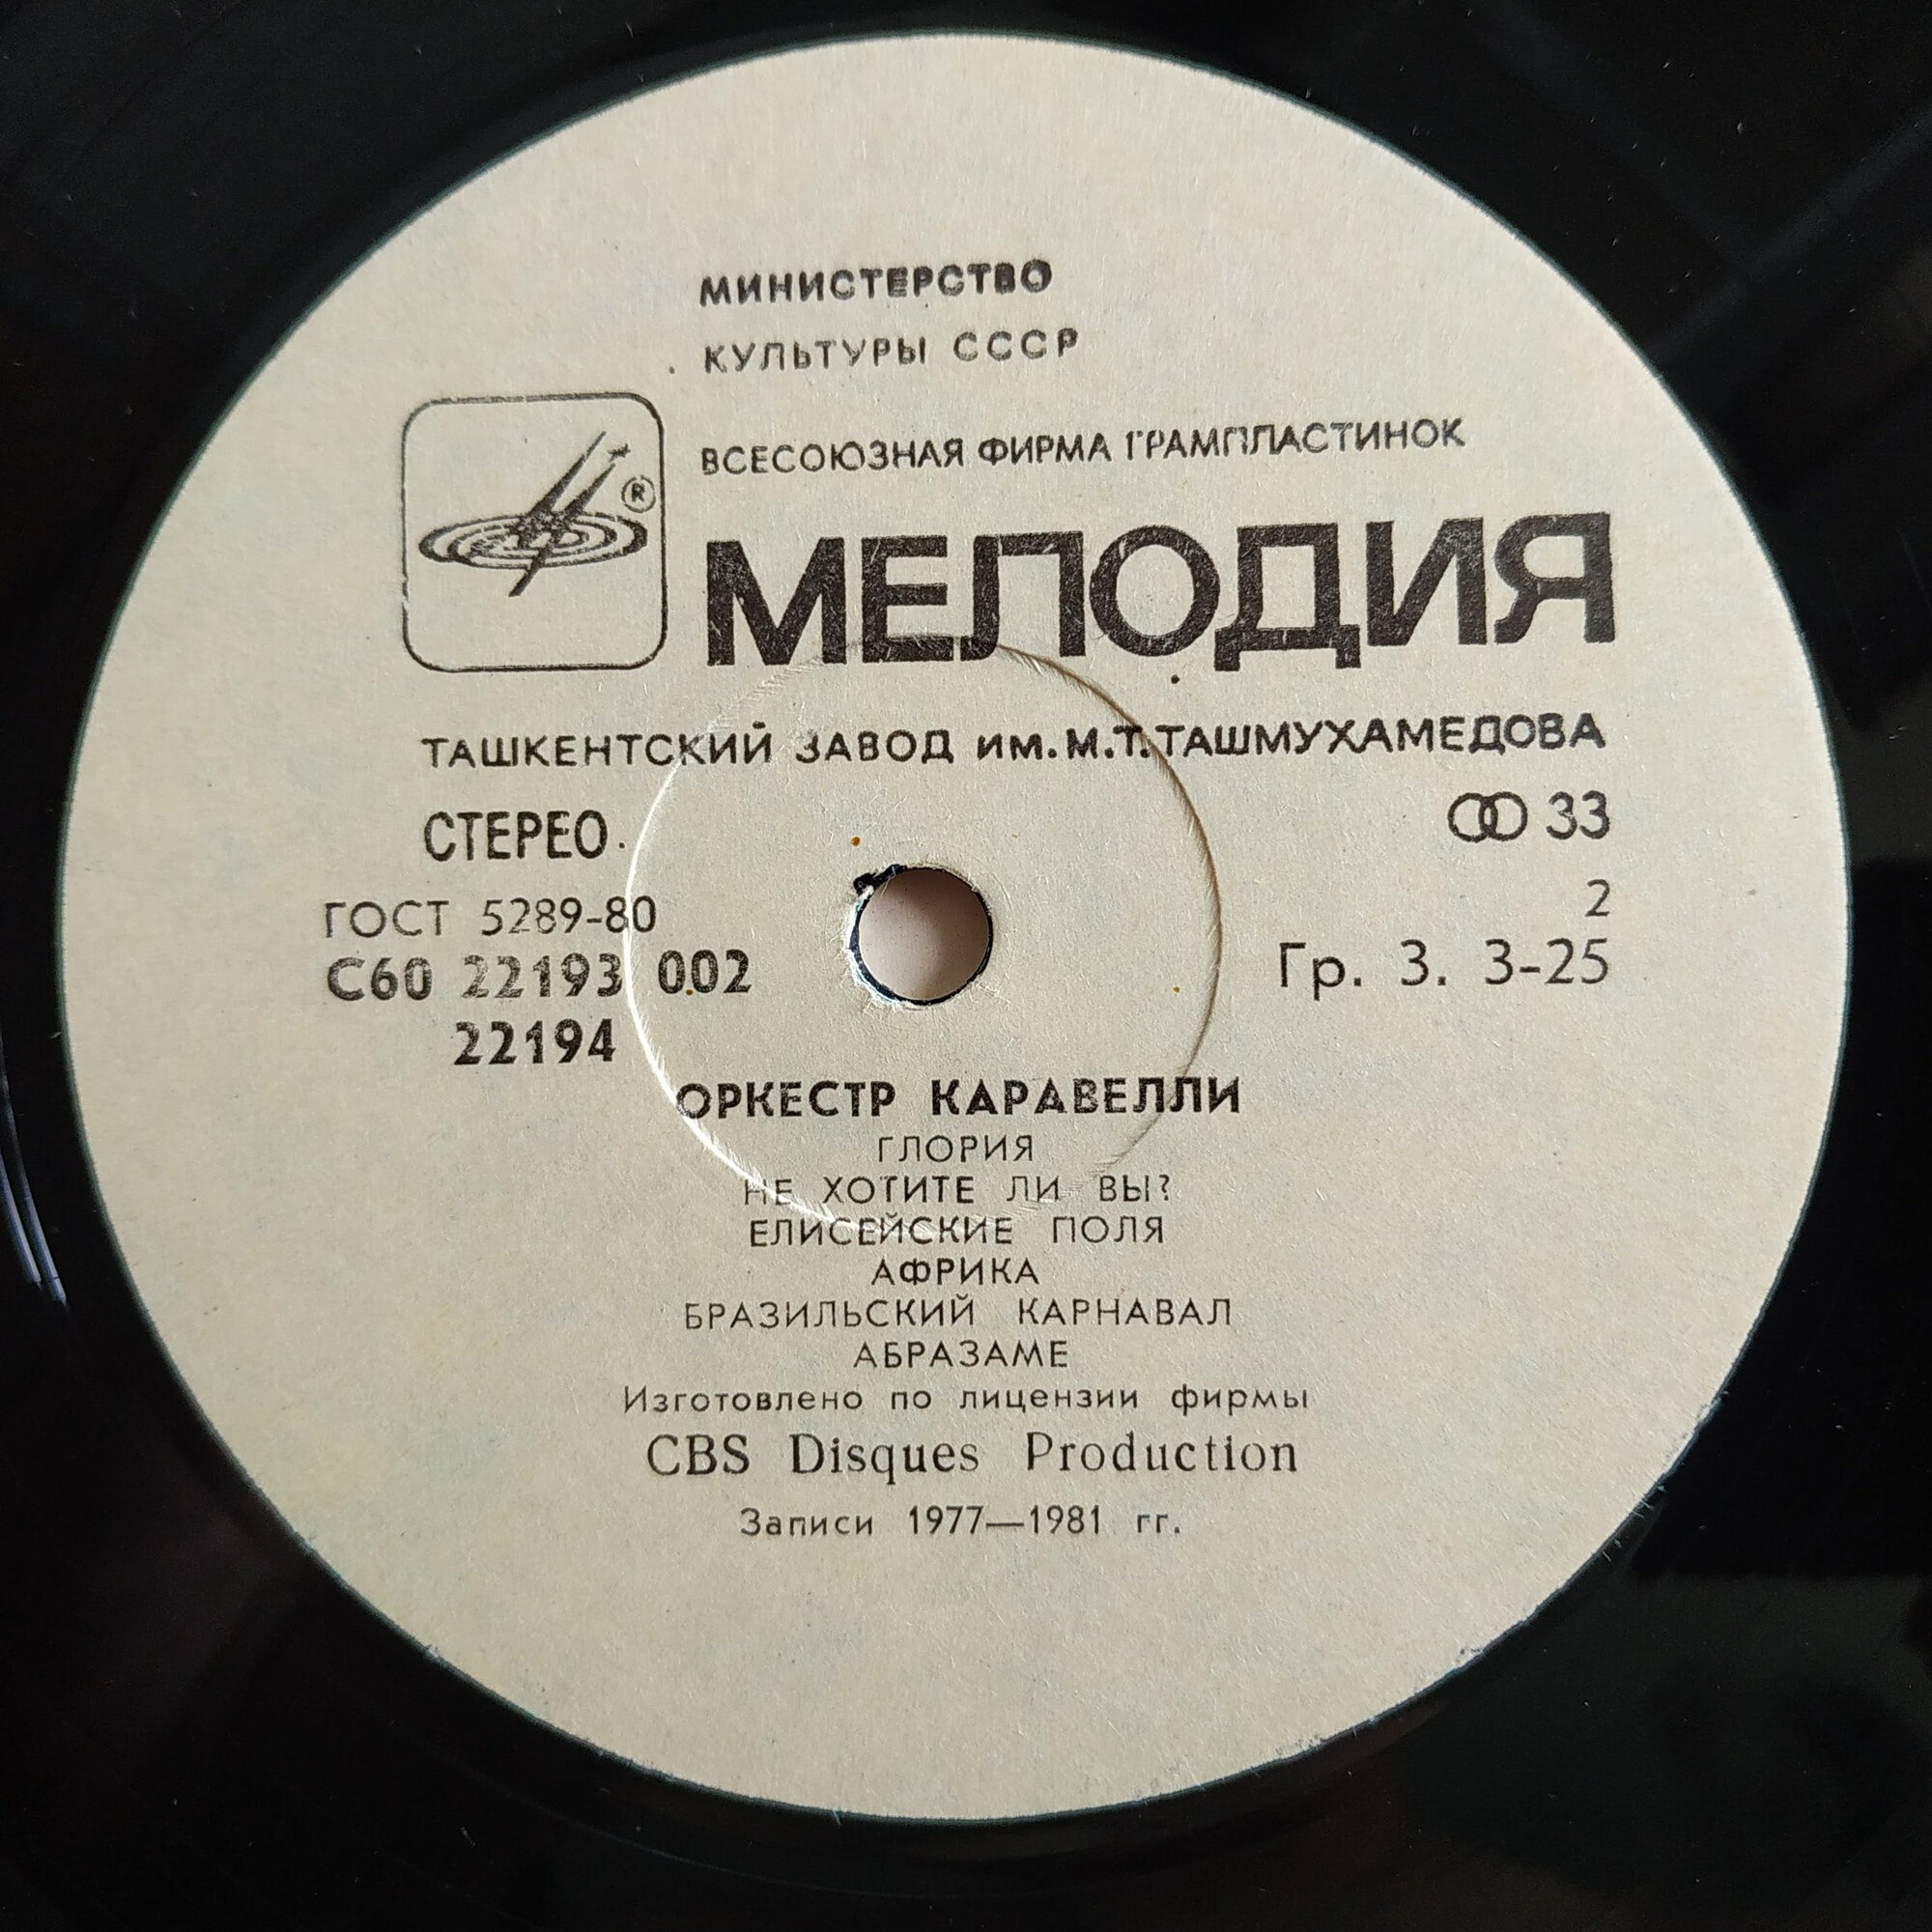 МИНИСТЕРСТВО
КУЛЬТУРЫ СССР
ВСЕСОЮЗНАЯ ФИРМА ГРАМПЛАСТИНОК
®
МЕЛОДИЯ
ТАШКЕНТСКИЙ ЗАВОД им. М.Т.ТАШМУХАМЕДОВА
СТЕРЕО 33
ГОСТ 5289-80 2
С60 22193 002 Гр. 3. 3-25
22194
ОРКЕСТР КАРАВЕЛЛИ
ГЛОРИЯ
НЕ ХОТИТЕ ЛИ ВЫ?
ЕЛИСЕЙСКИЕ ПОЛЯ
АФРИКА
БРАЗИЛЬСКИЙ КАРНАВАЛ
АБРАЗАМЕ
Изготовлено по лицензии фирмы
CBS Disques Production
Записи 1977—1981 гг.